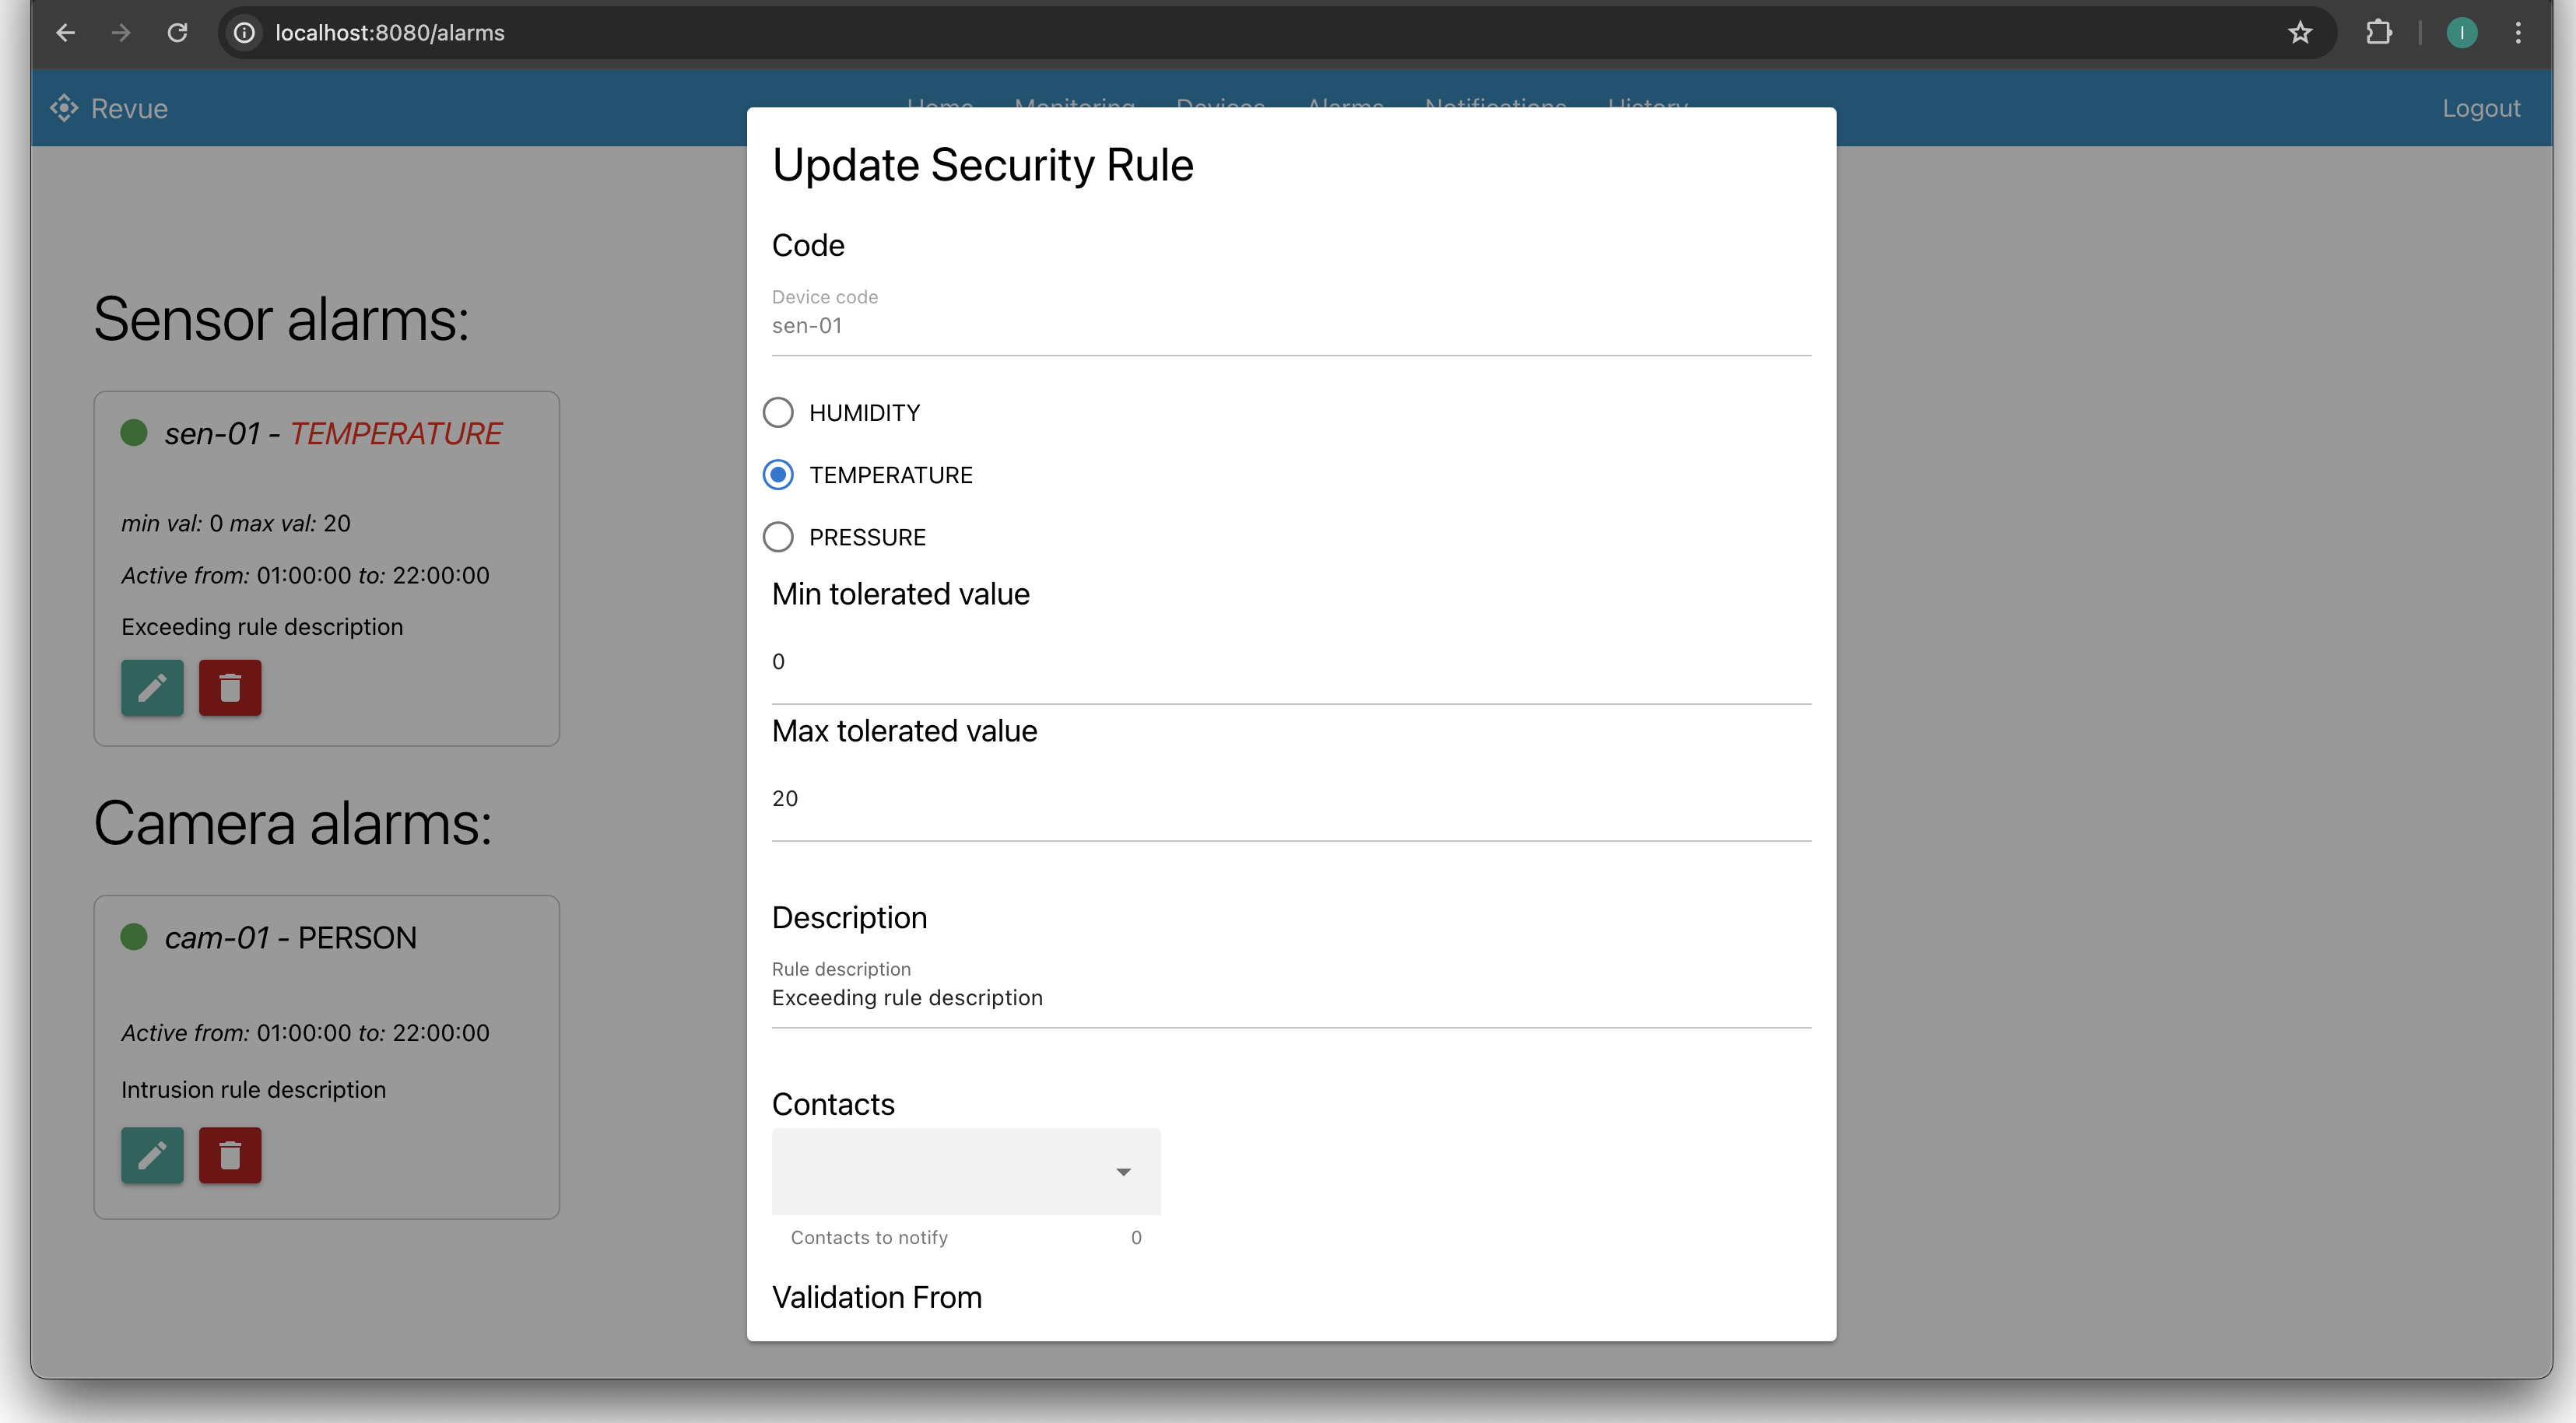 localhost:8080/alarms
I
Revue
Home Monitoring Devices Alarms Notifications History
Logout
Sensor alarms:
sen-01 - TEMPERATURE
min val: 0 max val: 20
Active from: 01:00:00 to: 22:00:00
Exceeding rule description
Camera alarms:
cam-01 - PERSON
Active from: 01:00:00 to: 22:00:00
Intrusion rule description
Update Security Rule
Code
Device code
sen-01
HUMIDITY
TEMPERATURE
PRESSURE
Min tolerated value
0
Max tolerated value
20
Description
Rule description
Exceeding rule description
Contacts
Contacts to notify 0
Validation From